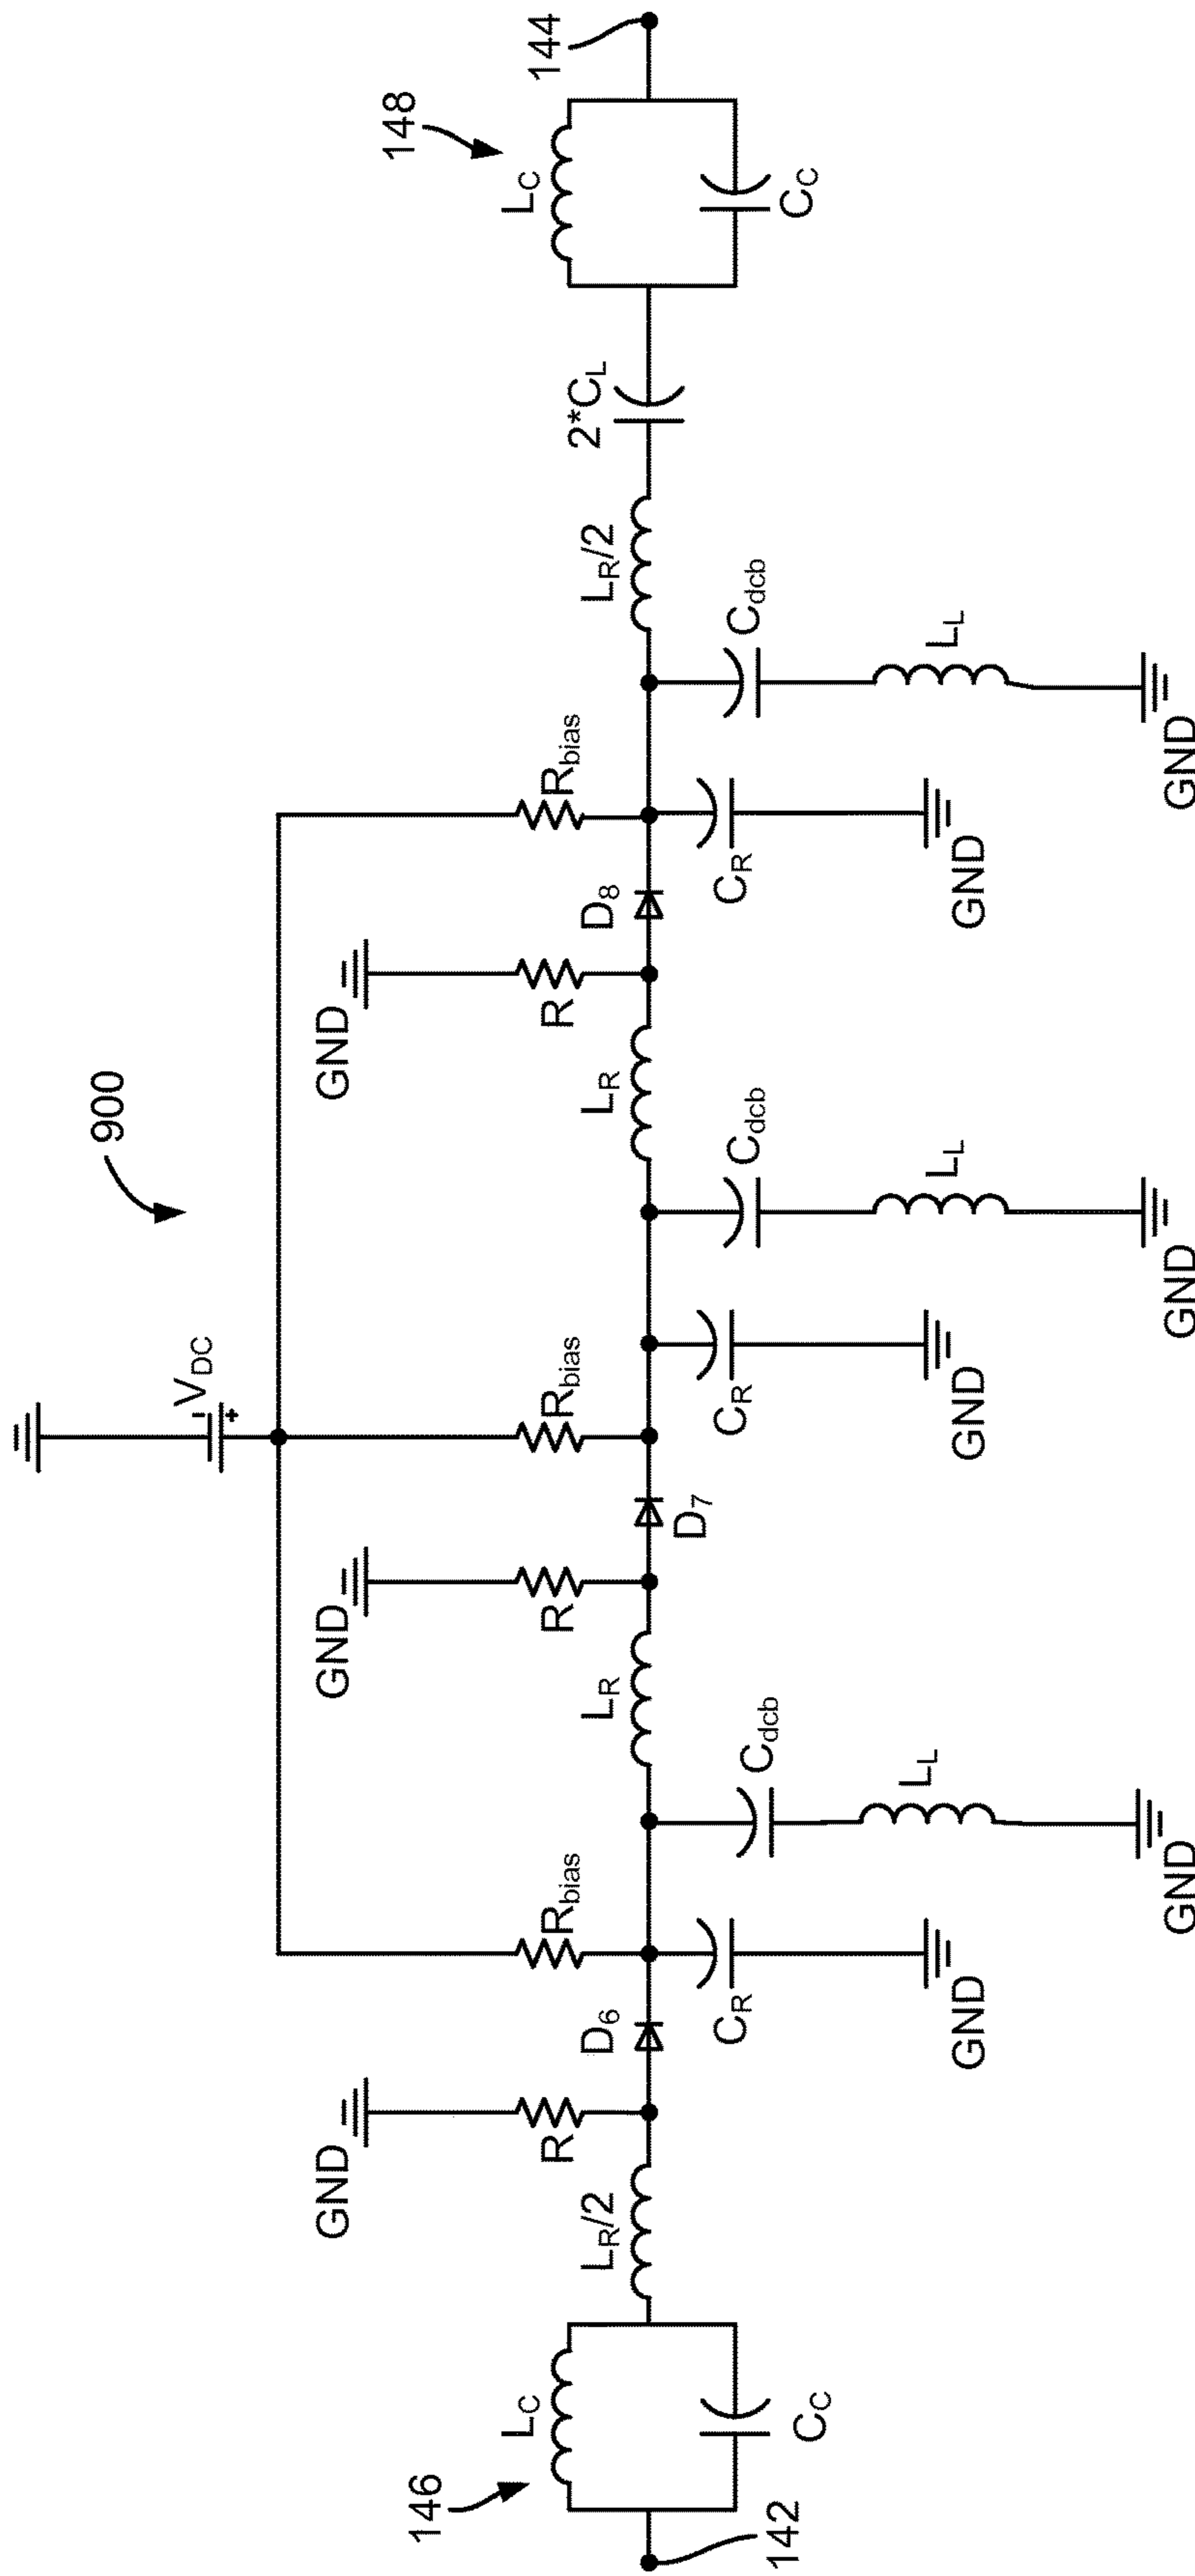 900
V_DC
-
+
146
142
L_C
C_C
L_R/2
GND
R
D_6
R_bias
C_R
GND
C_dcb
L_L
GND
L_R
GND
R
D_7
R_bias
C_R
GND
C_dcb
L_L
GND
L_R
GND
R
D_8
R_bias
C_R
GND
C_dcb
L_L
GND
L_R/2
2*C_L
148
L_C
C_C
144